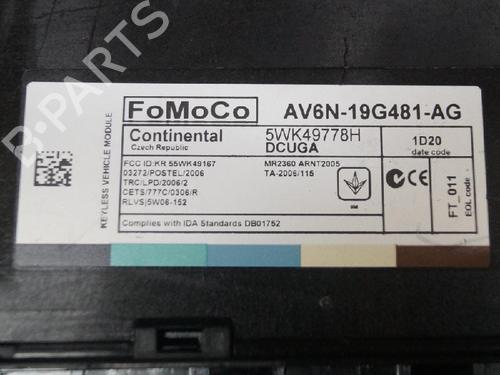 KEYLESS VEHICLE MODULE
FoMoCo
AV6N-19G481-AG
Continental
Czech Republic
5WK49778H
DCUGA
1D20
date code
FCC ID:KR 55WK49167
03272/POSTEL/2006
TRC/LPD/2006/2
CETS/777C/0306/R
RLVS|5W06-152
MR2360 ARNT2005
TA-2006/115
CE
FT_011
EOL code
Complies with IDA Standards DB01752
B-PARTS